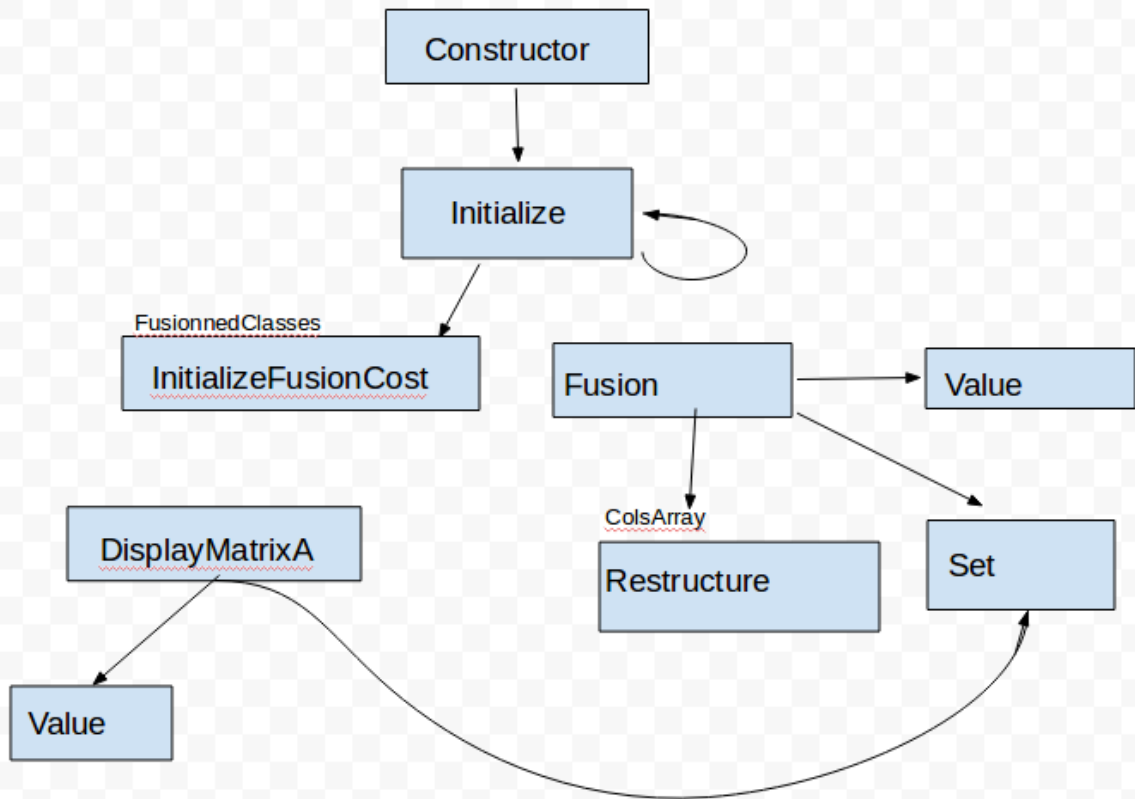 Constructor
Initialize
FusionnedClasses
InitializeFusionCost
Fusion
Value
ColsArray
Restructure
Set
DisplayMatrixA
Value